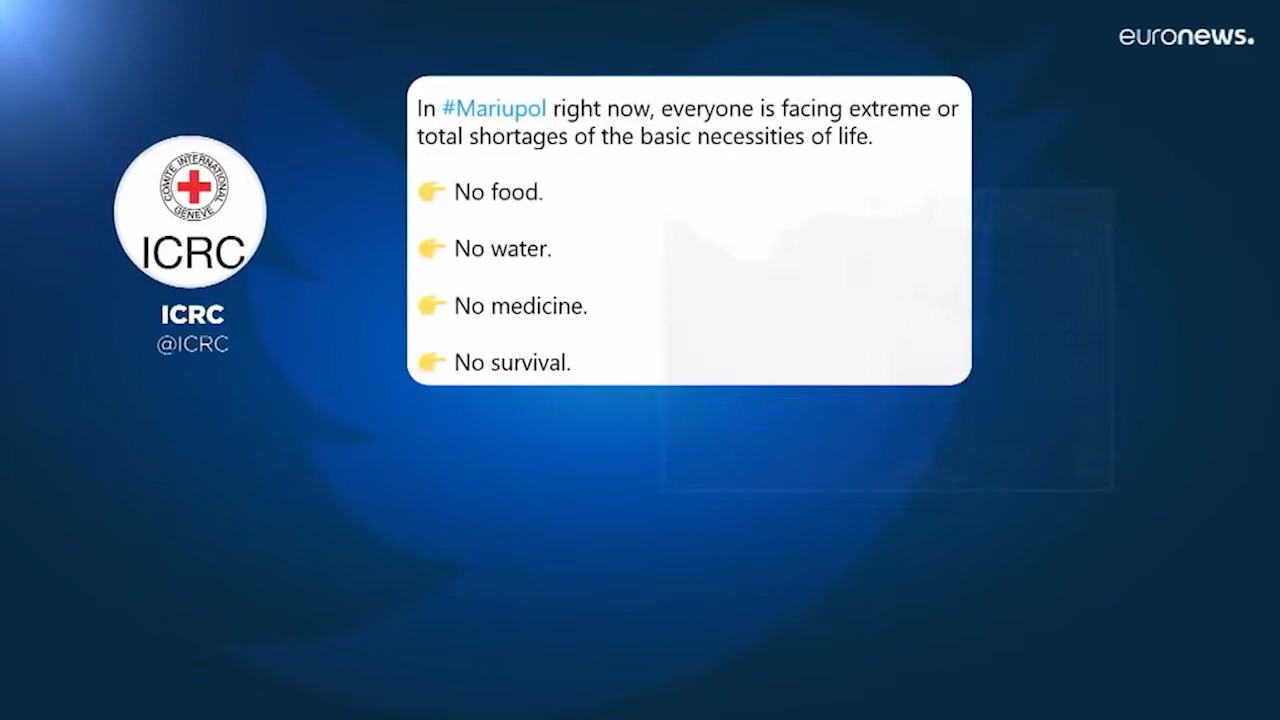 euronews.
In #Mariupol right now, everyone is facing extreme or
total shortages of the basic necessities of life.
👉 No food.
👉 No water.
👉 No medicine.
👉 No survival.
COMITE INTERNATIONAL
GENEVE
ICRC
ICRC
@ICRC